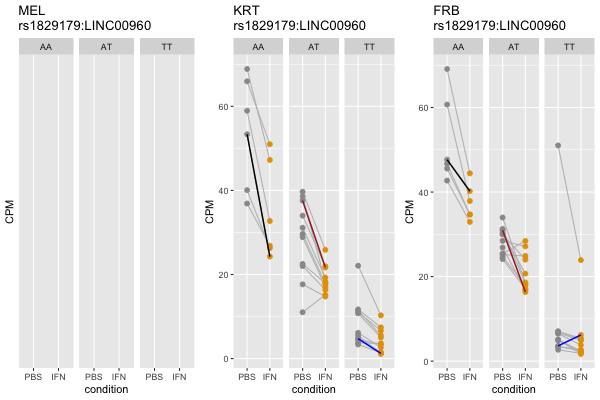 MEL
rs1829179:LINC00960
AA AT TT
CPM
PBS IFN PBS IFN PBS IFN
condition
KRT
rs1829179:LINC00960
AA AT TT
60
40
20
0
CPM
PBS IFN PBS IFN PBS IFN
condition
FRB
rs1829179:LINC00960
AA AT TT
60
40
20
0
CPM
PBS IFN PBS IFN PBS IFN
condition